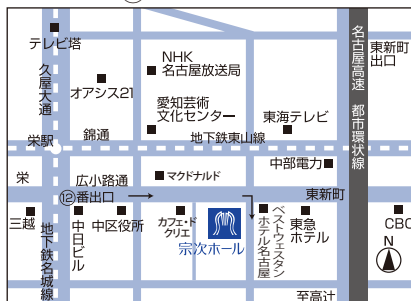 テレビ塔
NHK
名古屋放送局
名古屋高速 都市環状線
東新町
出口
久屋大通
オアシス21
愛知芸術
文化センター
東海テレビ
栄駅
錦通
地下鉄東山線
中部電力
栄
広小路通
マクドナルド
東新町
⑫番出口
三越
地下鉄名城線
中日ビル
中区役所
カフェ・ド
クリエ
宗次ホール
ベストウェスタン
ホテル名古屋
東急
ホテル
CBC
N
至高辻